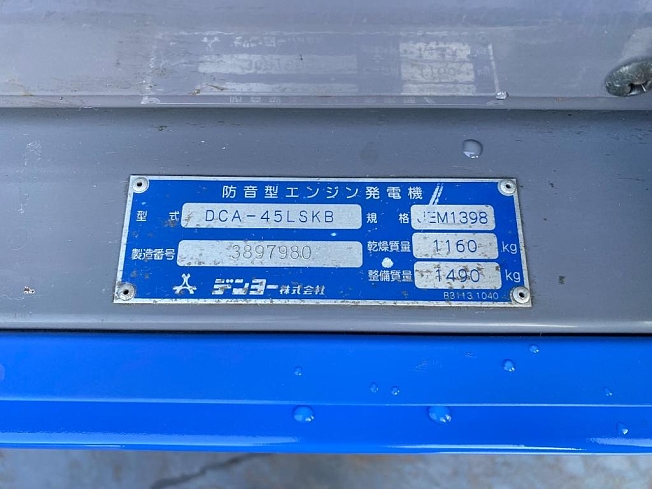 防音型エンジン発電機
型式 DCA-45LSKB 規格 JEM1398
製造番号 3897980 乾燥質量 1160 kg
整備質量 1490 kg
デンヨー株式会社
B3113 1040